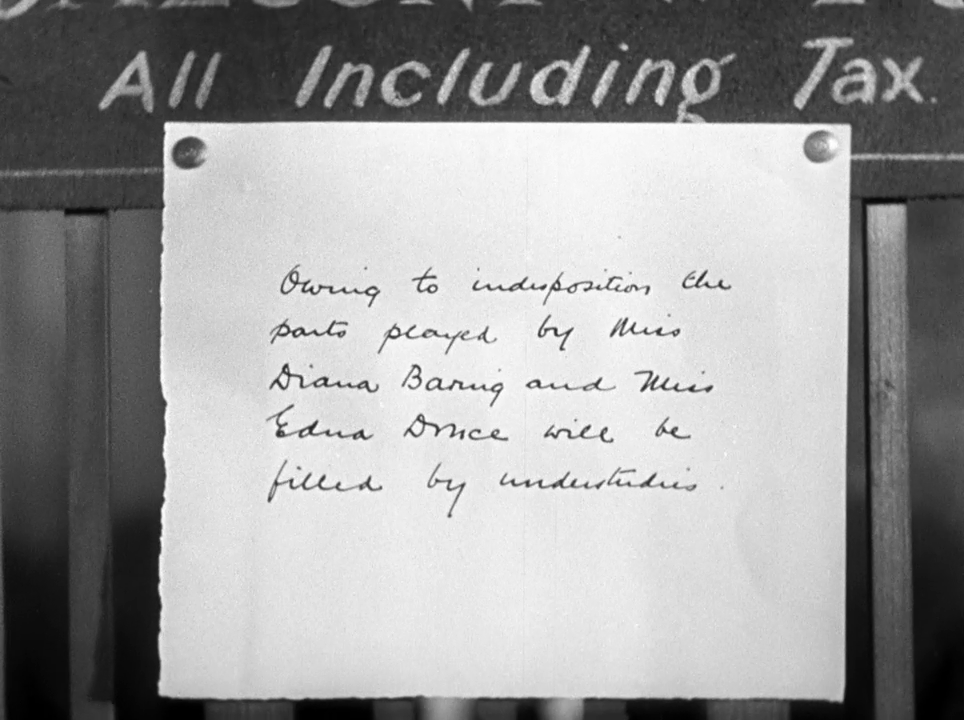 All Including Tax.
Owing to indisposition the
parts played by Miss
Diana Baring and Miss
Edna Druce will be
filled by understudies.